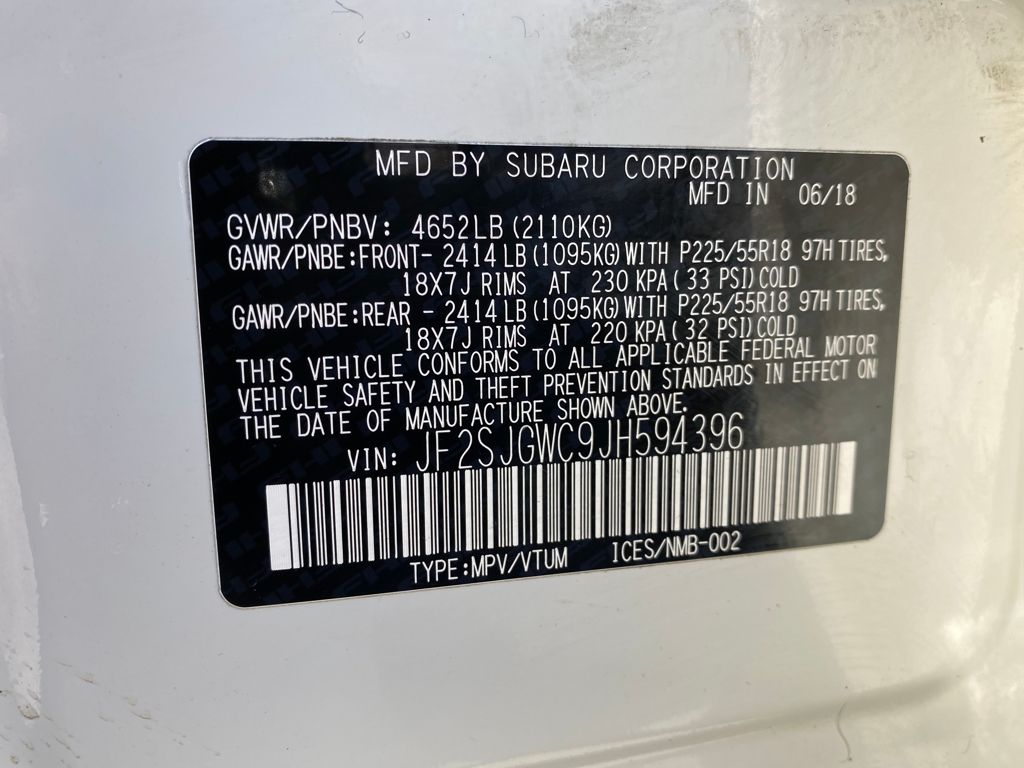 MFD BY SUBARU CORPORATION
MFD IN 06/18
GVWR/PNBV: 4652LB (2110KG)
GAWR/PNBE:FRONT- 2414 LB (1095KG) WITH P225/55R18 97H TIRES,
18X7J RIMS AT 230 KPA ( 33 PSI) COLD
GAWR/PNBE:REAR - 2414 LB (1095KG) WITH P225/55R18 97H TIRES,
18X7J RIMS AT 220 KPA ( 32 PSI) COLD
THIS VEHICLE CONFORMS TO ALL APPLICABLE FEDERAL MOTOR
VEHICLE SAFETY AND THEFT PREVENTION STANDARDS IN EFFECT ON
THE DATE OF MANUFACTURE SHOWN ABOVE.
VIN: JF2SJGWC9JH594396
TYPE:MPV/VTUM ICES/NMB-002